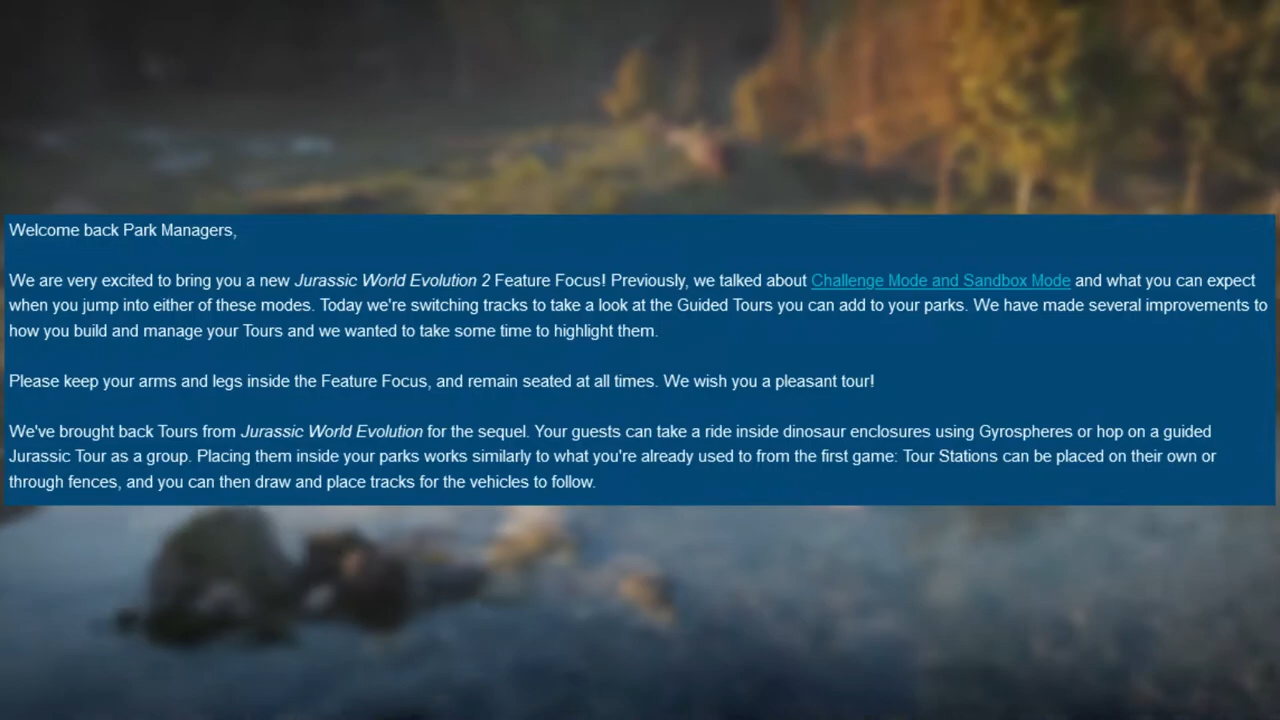 Welcome back Park Managers,
We are very excited to bring you a new Jurassic World Evolution 2 Feature Focus! Previously, we talked about Challenge Mode and Sandbox Mode and what you can expect
when you jump into either of these modes. Today we're switching tracks to take a look at the Guided Tours you can add to your parks. We have made several improvements to
how you build and manage your Tours and we wanted to take some time to highlight them.
Please keep your arms and legs inside the Feature Focus, and remain seated at all times. We wish you a pleasant tour!
We've brought back Tours from Jurassic World Evolution for the sequel. Your guests can take a ride inside dinosaur enclosures using Gyrospheres or hop on a guided
Jurassic Tour as a group. Placing them inside your parks works similarly to what you're already used to from the first game: Tour Stations can be placed on their own or
through fences, and you can then draw and place tracks for the vehicles to follow.